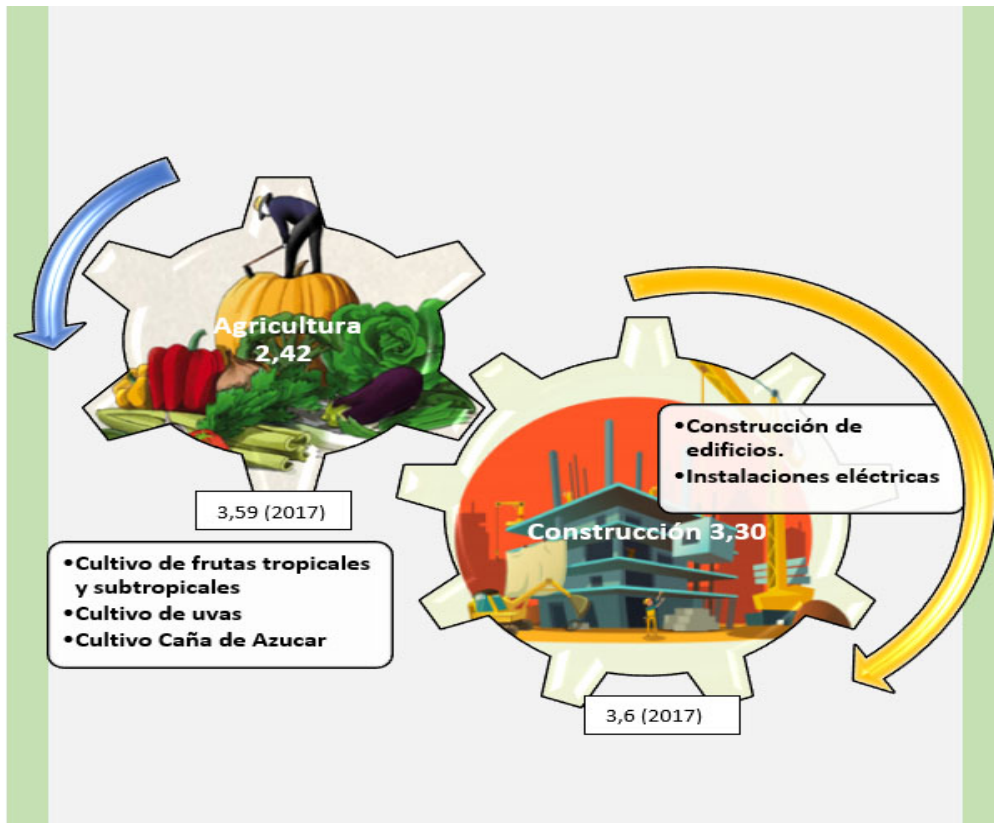 Agricultura
2,42
3,59 (2017)
•Cultivo de frutas tropicales
y subtropicales
•Cultivo de uvas
•Cultivo Caña de Azucar
•Construcción de
edificios.
•Instalaciones eléctricas
Construcción 3,30
3,6 (2017)